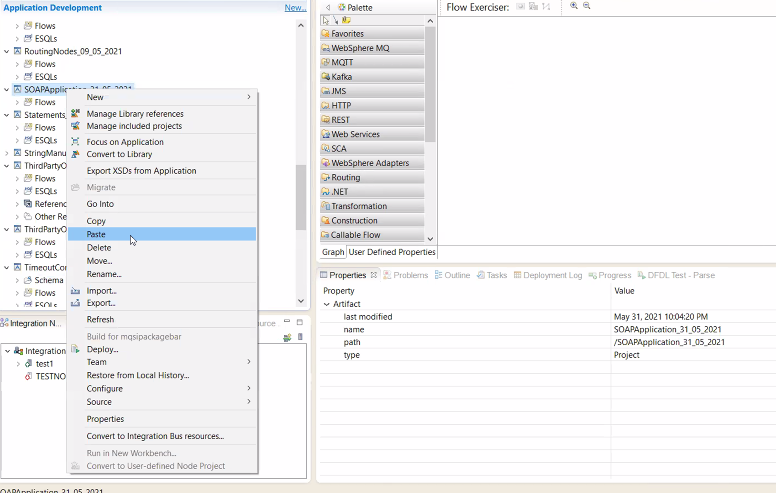 Application Development
New...
Flows
ESQLs
RoutingNodes_09_05_2021
Flows
ESQLs
SOAPApplication_31_05_2021
Flows
Flows
ESQLs
StringManu
ThirdPartyO
Flows
ESQLs
Referenc
Other Re
ThirdPartyO
Flows
ESQLs
TimeoutCon
Schema
Flows
ESQLs
New
Manage Library references
Manage included projects
Focus on Application
Convert to Library
Export XSDs from Application
Migrate
Go Into
Copy
Paste
Delete
Move...
Rename...
Import...
Export...
Refresh
Build for mqsipackagebar
Deploy...
Team
Restore from Local History...
Configure
Source
Properties
Convert to Integration Bus resources...
Run in New Workbench...
Convert to User-defined Node Project
Integration N...
ource
Integration
test1
TESTNO
Palette
Favorites
WebSphere MQ
MQTT
Kafka
JMS
HTTP
REST
Web Services
SCA
WebSphere Adapters
Routing
.NET
Transformation
Construction
Callable Flow
Graph User Defined Properties
Flow Exerciser:
Properties Problems Outline Tasks Deployment Log Progress DFDL Test - Parse
Property Value
Artifact
last modified May 31, 2021 10:04:20 PM
name SOAPApplication_31_05_2021
path /SOAPApplication_31_05_2021
type Project
OAPApplication_31_05_2021